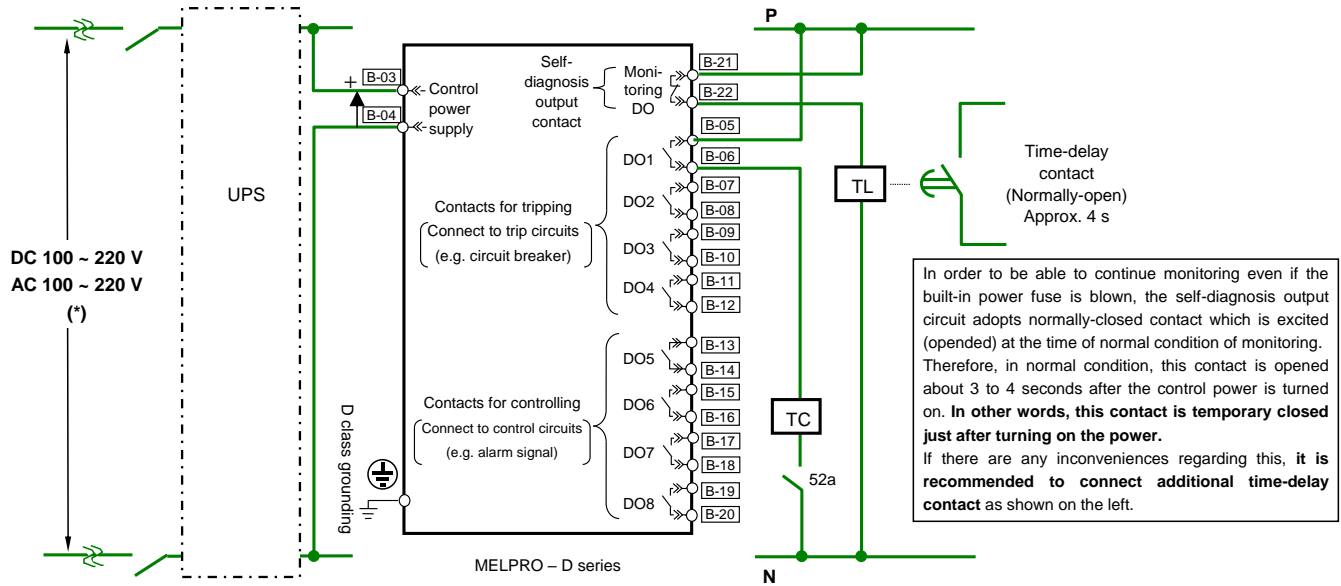 DC 100 ~ 220 V
AC 100 ~ 220 V
(*)
UPS
+
B-03
B-04
Control
power
supply
Self-
diagnosis
output
contact
Moni-
toring
DO
B-21
B-22
Contacts for tripping
Connect to trip circuits
(e.g. circuit breaker)
DO1
B-05
B-06
DO2
B-07
B-08
DO3
B-09
B-10
DO4
B-11
B-12
Contacts for controlling
Connect to control circuits
(e.g. alarm signal)
DO5
B-13
B-14
DO6
B-15
B-16
DO7
B-17
B-18
DO8
B-19
B-20
D class grounding
MELPRO – D series
P
TL
TC
52a
N
Time-delay
contact
(Normally-open)
Approx. 4 s
In order to be able to continue monitoring even if the
built-in power fuse is blown, the self-diagnosis output
circuit adopts normally-closed contact which is excited
(opended) at the time of normal condition of monitoring.
Therefore, in normal condition, this contact is opened
about 3 to 4 seconds after the control power is turned
on. In other words, this contact is temporary closed
just after turning on the power.
If there are any inconveniences regarding this, it is
recommended to connect additional time-delay
contact as shown on the left.